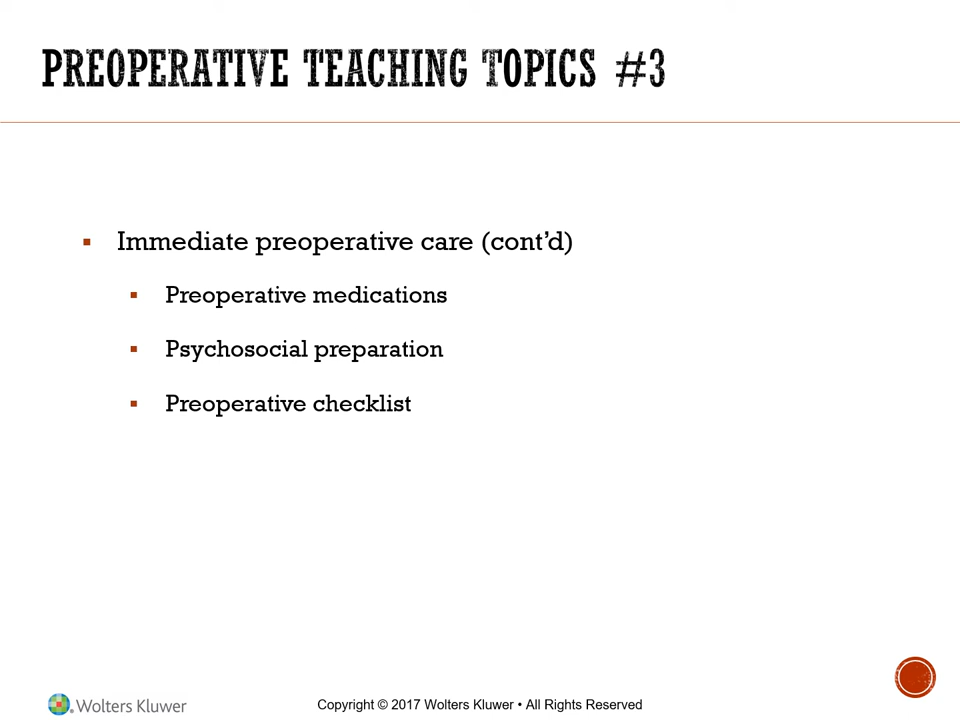 PREOPERATIVE TEACHING TOPICS #3
Immediate preoperative care (cont’d)
Preoperative medications
Psychosocial preparation
Preoperative checklist
Wolters Kluwer
Copyright © 2017 Wolters Kluwer • All Rights Reserved